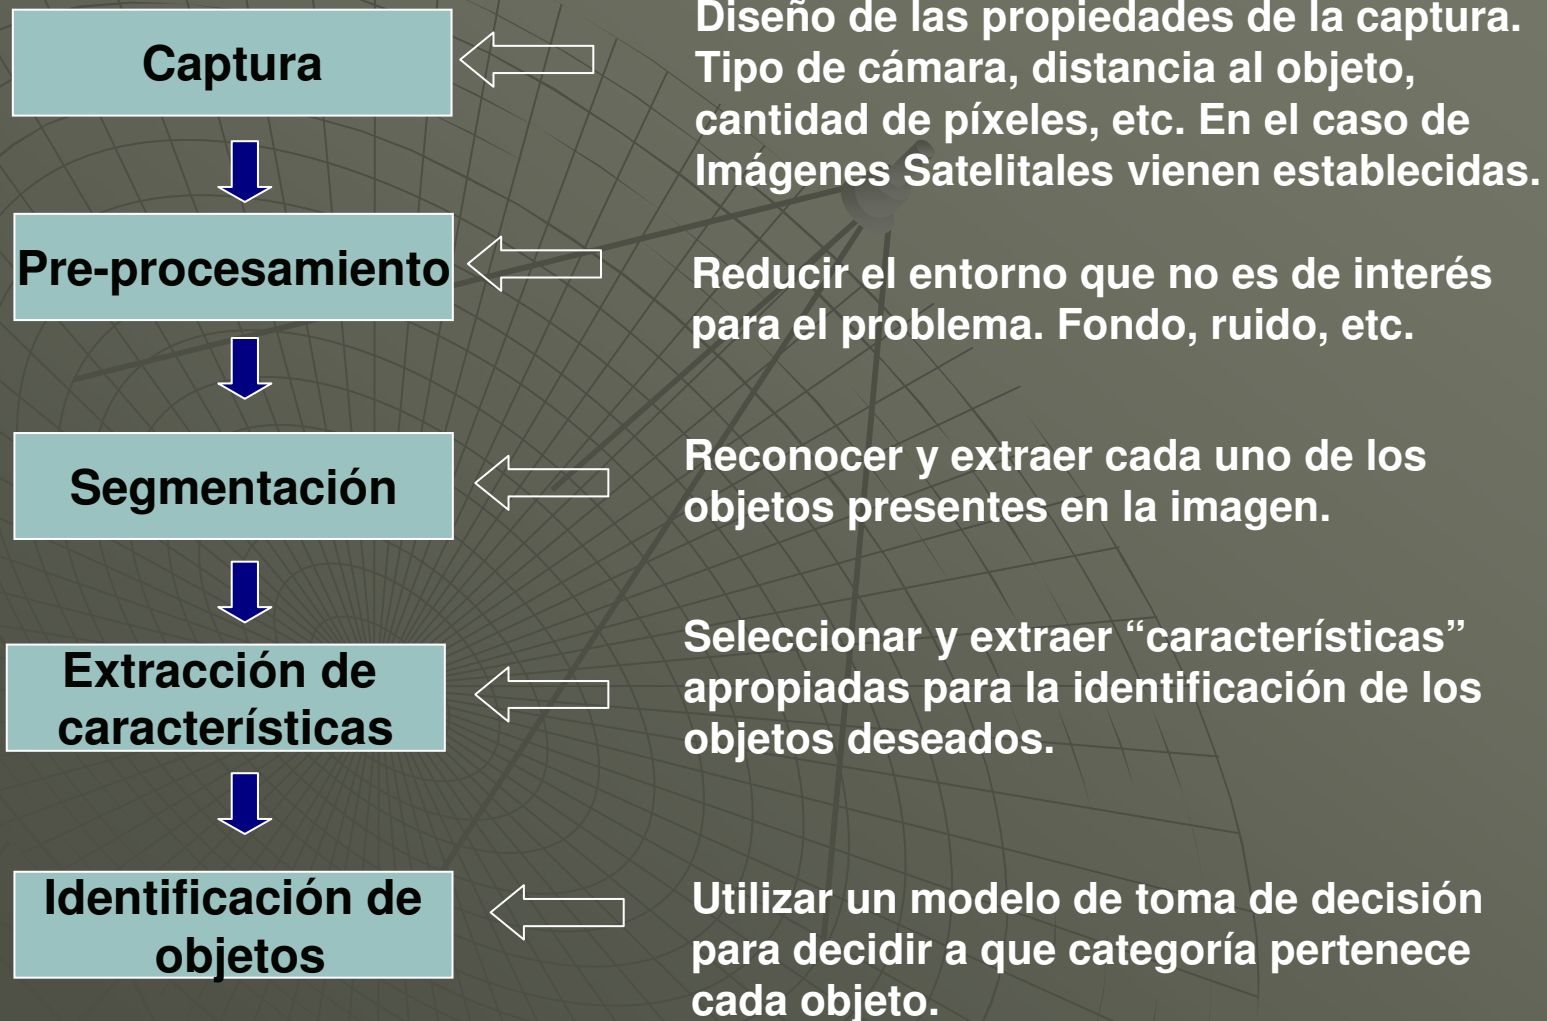 Captura
Diseño de las propiedades de la captura.
Tipo de cámara, distancia al objeto,
cantidad de píxeles, etc. En el caso de
Imágenes Satelitales vienen establecidas.
Pre-procesamiento
Reducir el entorno que no es de interés
para el problema. Fondo, ruido, etc.
Segmentación
Reconocer y extraer cada uno de los
objetos presentes en la imagen.
Extracción de
características
Seleccionar y extraer “características”
apropiadas para la identificación de los
objetos deseados.
Identificación de
objetos
Utilizar un modelo de toma de decisión
para decidir a que categoría pertenece
cada objeto.